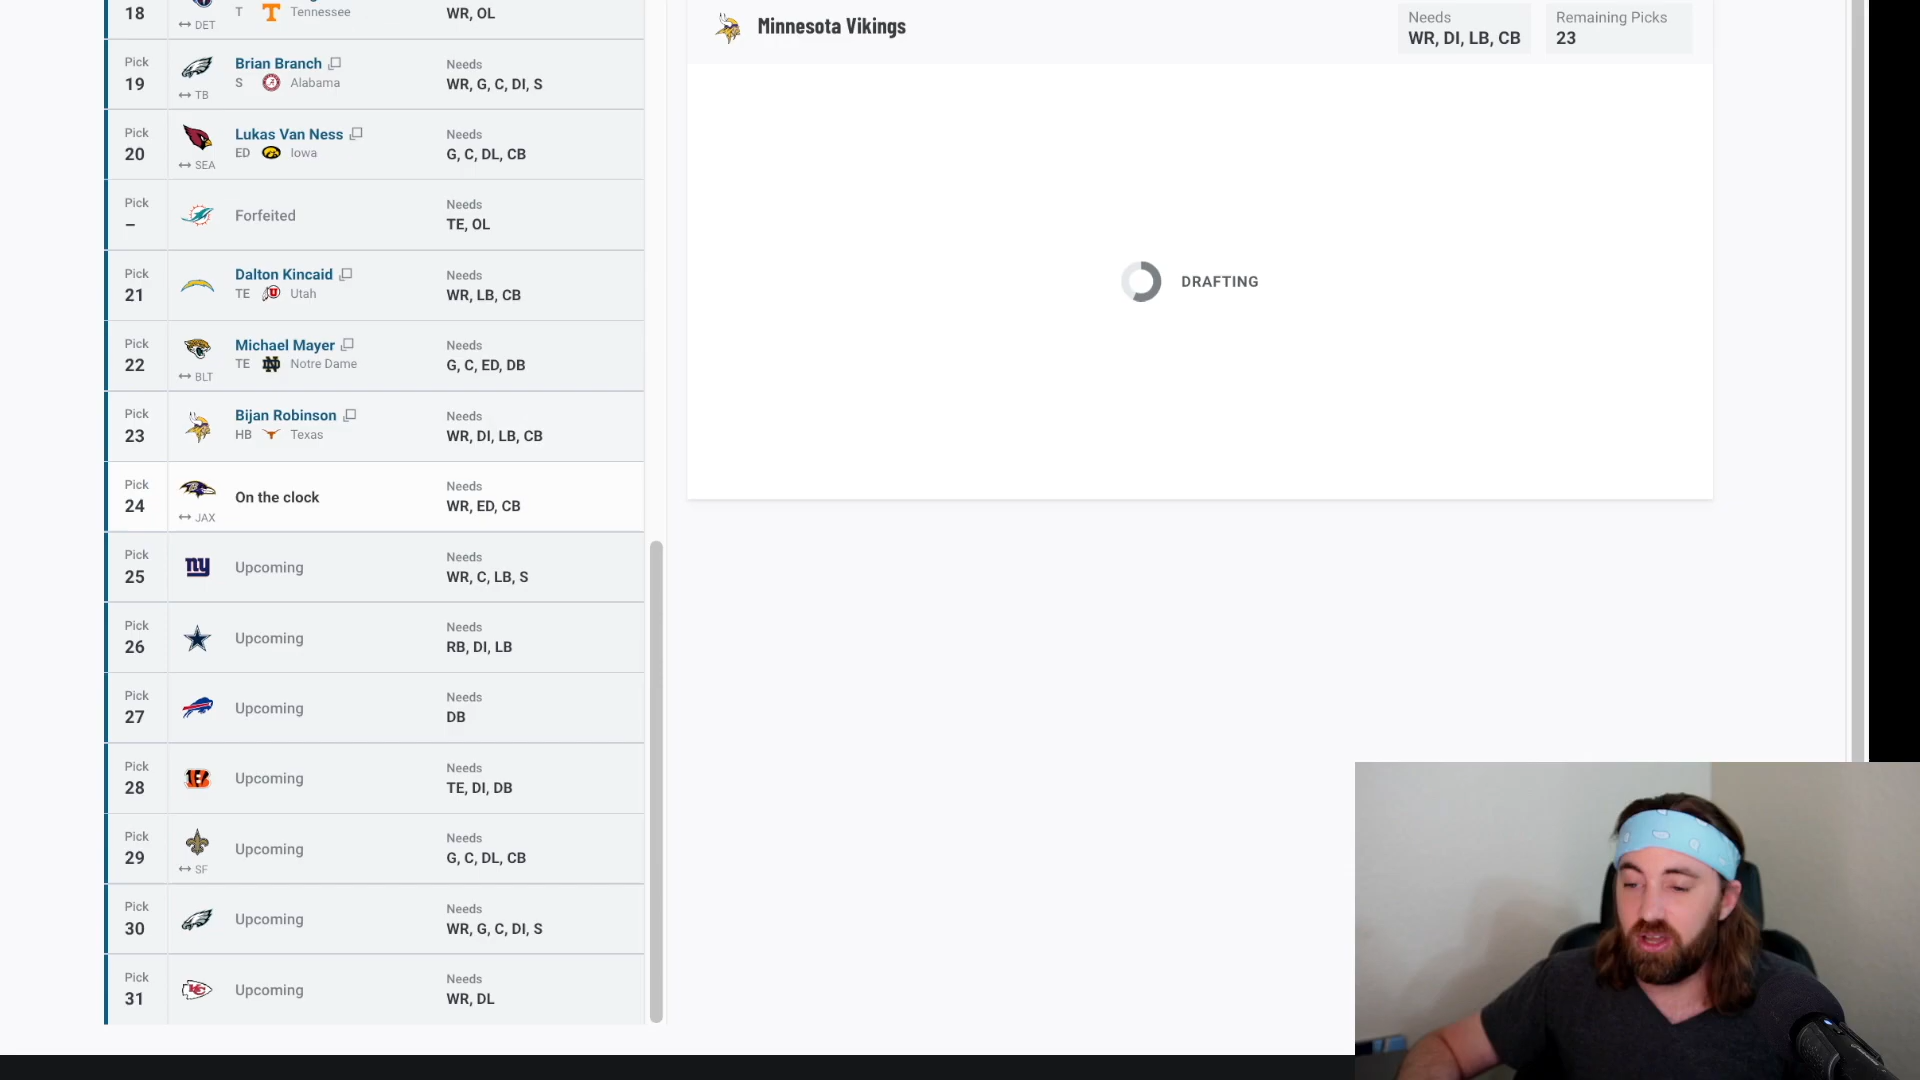 18
DET
T Tennessee
WR, OL
Pick
19
TB
Brian Branch
S Alabama
Needs
WR, G, C, DI, S
Pick
20
SEA
Lukas Van Ness
ED Iowa
Needs
G, C, DL, CB
Pick
–
Forfeited
Needs
TE, OL
Pick
21
Dalton Kincaid
TE Utah
Needs
WR, LB, CB
Pick
22
BLT
Michael Mayer
TE Notre Dame
Needs
G, C, ED, DB
Pick
23
Bijan Robinson
HB Texas
Needs
WR, DI, LB, CB
Pick
24
JAX
On the clock
Needs
WR, ED, CB
Pick
25
ny
Upcoming
Needs
WR, C, LB, S
Pick
26
Upcoming
Needs
RB, DI, LB
Pick
27
Upcoming
Needs
DB
Pick
28
Upcoming
Needs
TE, DI, DB
Pick
29
SF
Upcoming
Needs
G, C, DL, CB
Pick
30
Upcoming
Needs
WR, G, C, DI, S
Pick
31
KC
Upcoming
Needs
WR, DL
Minnesota Vikings
Needs
WR, DI, LB, CB
Remaining Picks
23
DRAFTING